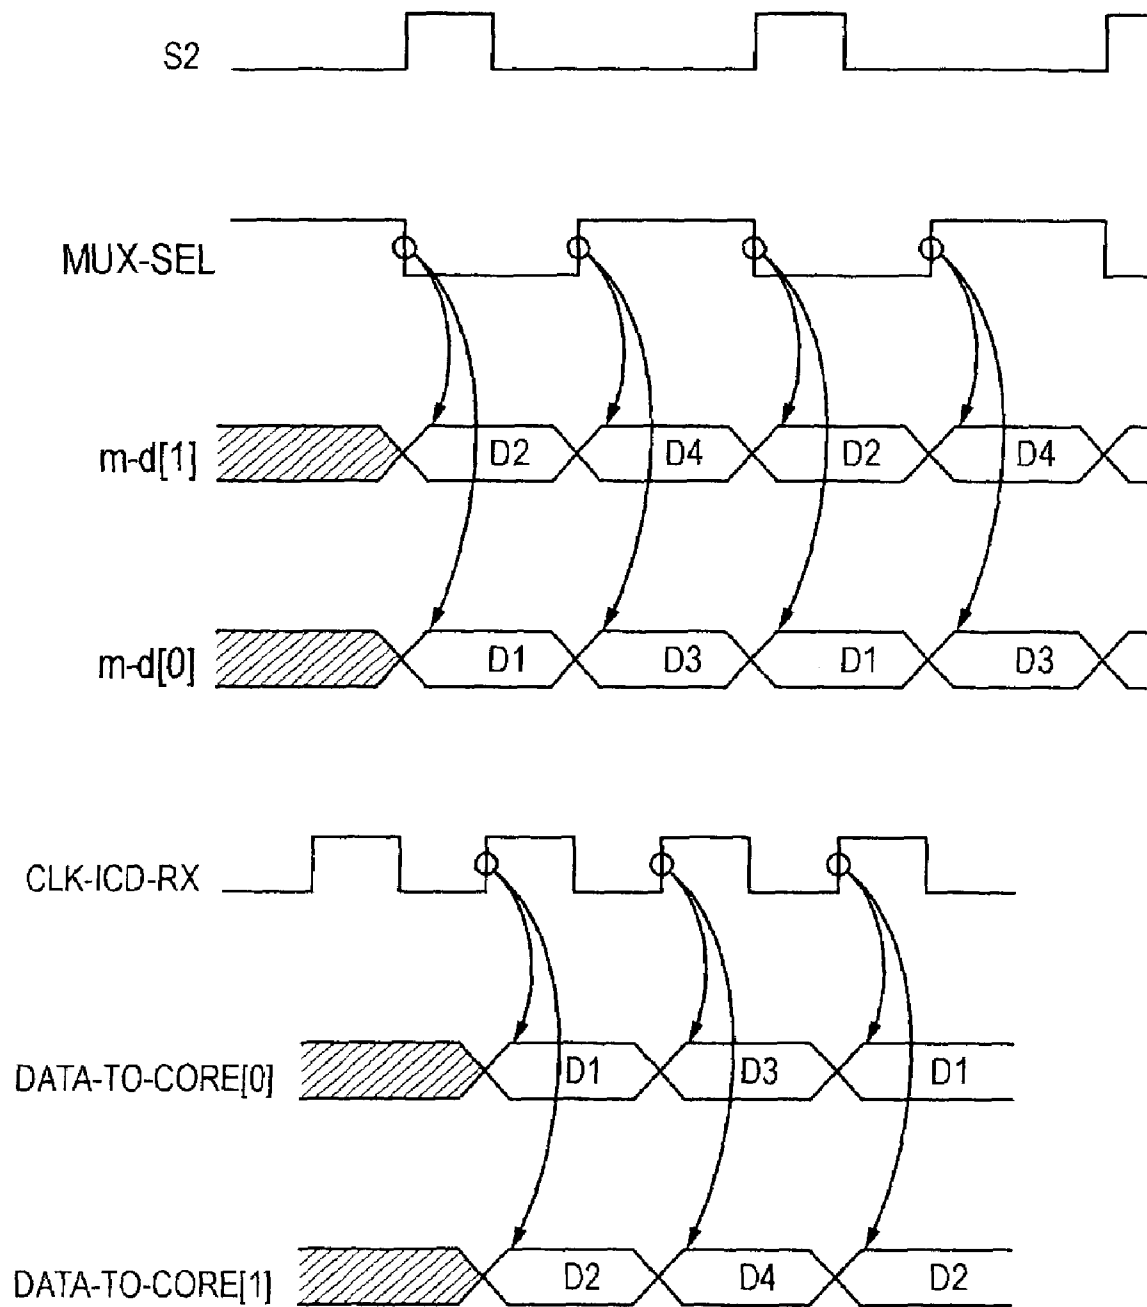 S2
MUX-SEL
m-d[1] D2 D4 D2 D4
m-d[0] D1 D3 D1 D3
CLK-ICD-RX
DATA-TO-CORE[0] D1 D3 D1
DATA-TO-CORE[1] D2 D4 D2